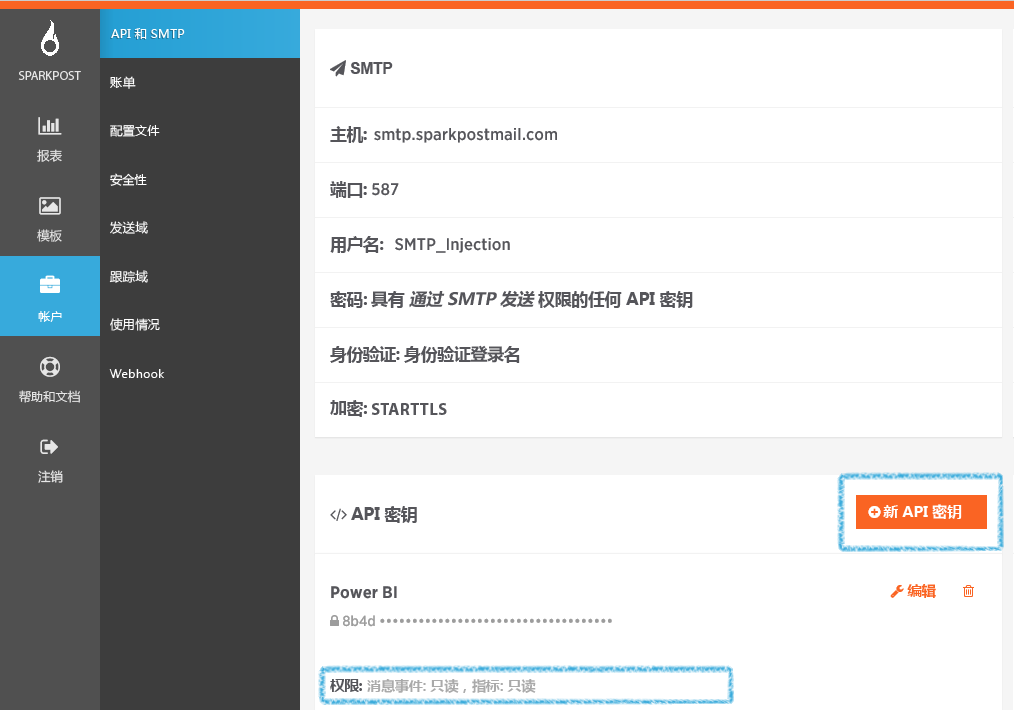 SPARKPOST
报表
模板
帐户
帮助和文档
注销
API 和 SMTP
账单
配置文件
安全性
发送域
跟踪域
使用情况
Webhook
SMTP
主机: smtp.sparkpostmail.com
端口: 587
用户名: SMTP_Injection
密码: 具有 通过 SMTP 发送 权限的任何 API 密钥
身份验证: 身份验证登录名
加密: STARTTLS
</> API 密钥
新 API 密钥
Power BI
编辑
8b4d ••••••••••••••••••••••••••••••••••••
权限: 消息事件: 只读 , 指标: 只读